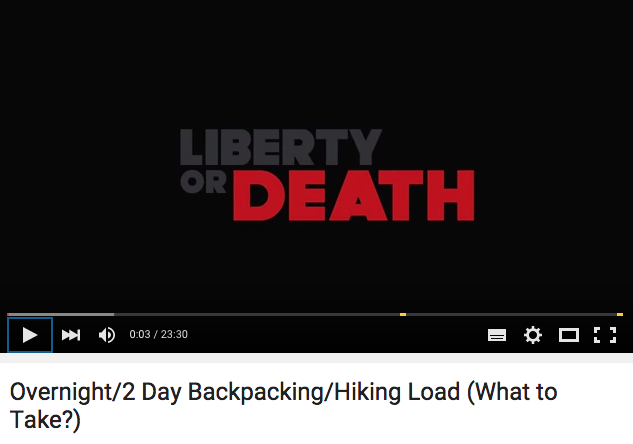 LIBERTY
OR DEATH
0:03 / 23:30
Overnight/2 Day Backpacking/Hiking Load (What to
Take?)